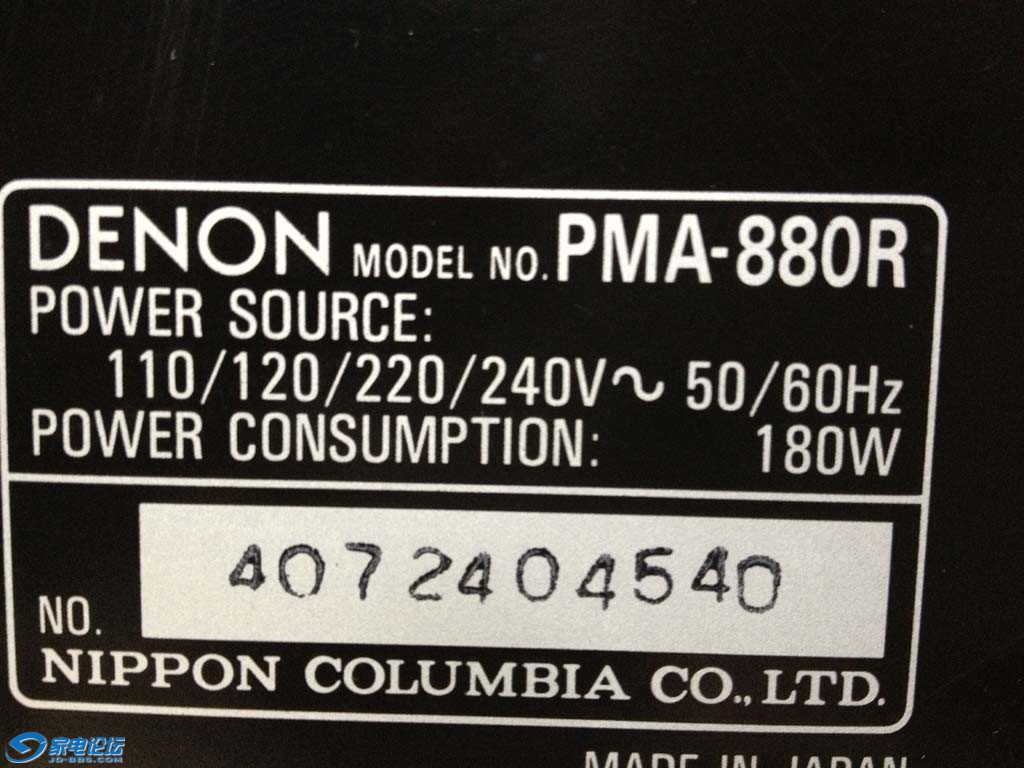 DENON MODEL NO. PMA-880R
POWER SOURCE:
110/120/220/240V~ 50/60Hz
POWER CONSUMPTION: 180W
NO. 4072404540
NIPPON COLUMBIA CO., LTD.
MADE IN JAPAN
家电论坛
JD-BBS.COM